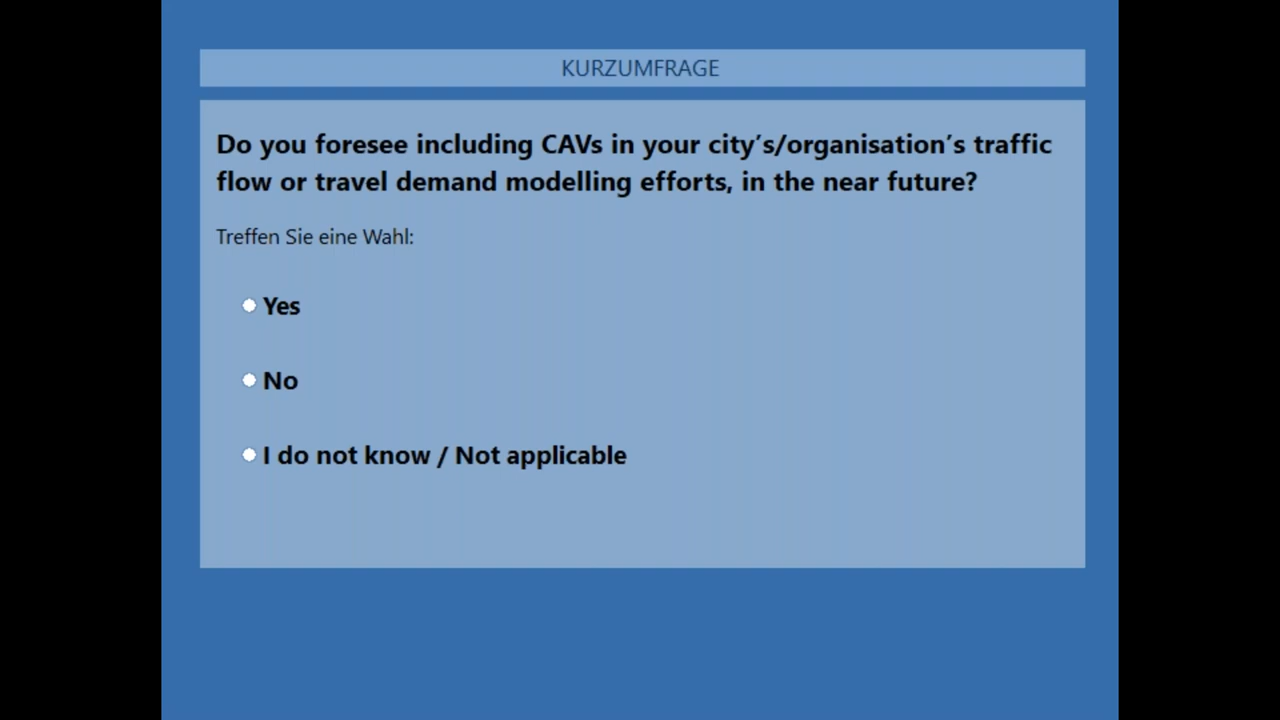 KURZUMFRAGE
Do you foresee including CAVs in your city’s/organisation’s traffic
flow or travel demand modelling efforts, in the near future?
Treffen Sie eine Wahl:
Yes
No
I do not know / Not applicable